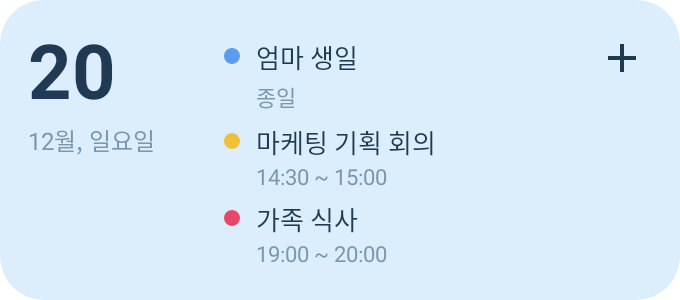 20
12월, 일요일
엄마 생일
종일
마케팅 기획 회의
14:30 ~ 15:00
가족 식사
19:00 ~ 20:00